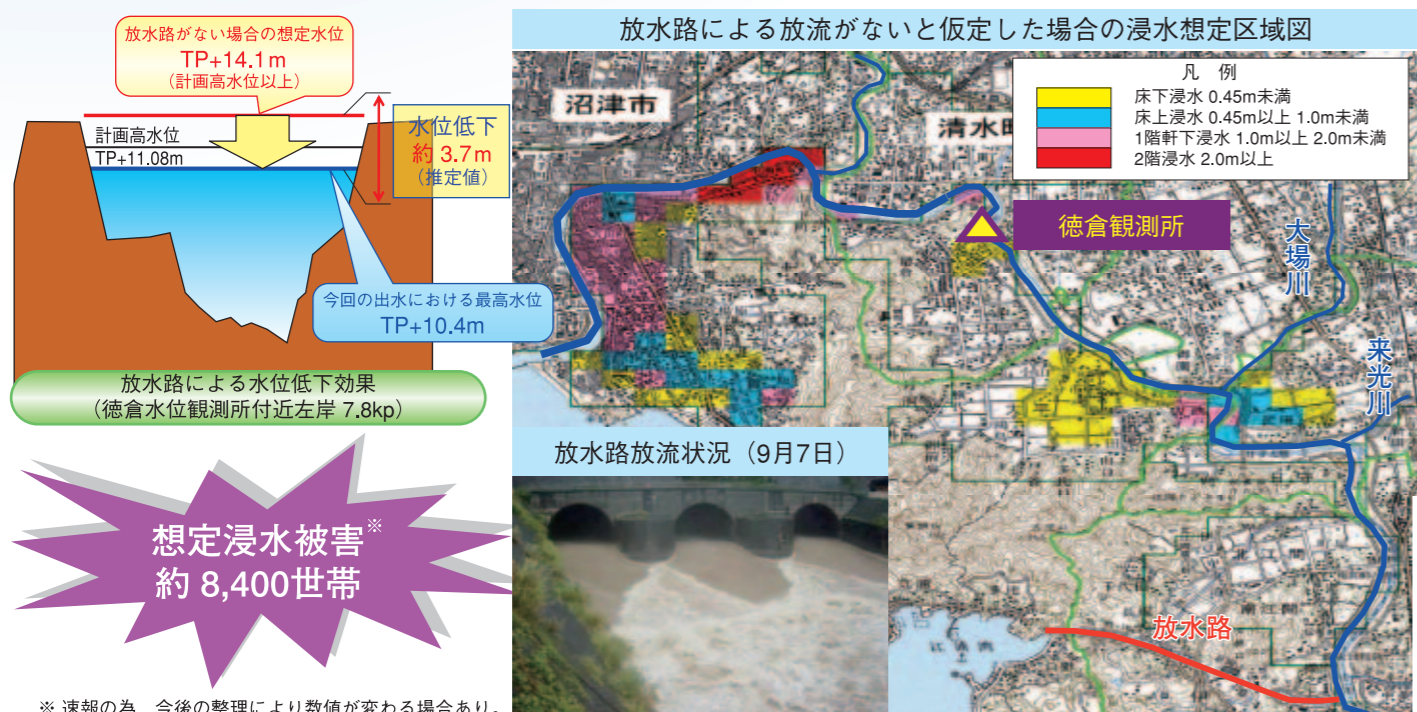 放水路がない場合の想定水位
TP+14.1m
(計画高水位以上)
計画高水位
TP+11.08m
水位低下
約 3.7m
(推定値)
今回の出水における最高水位
TP+10.4m
放水路による水位低下効果
(徳倉水位観測所付近左岸 7.8kp)
想定浸水被害※
約 8,400世帯
※ 速報の為、今後の整理により数値が変わる場合あり。
放水路による放流がないと仮定した場合の浸水想定区域図
沼津市
清水町
凡 例
床下浸水 0.45m未満
床上浸水 0.45m以上 1.0m未満
1階軒下浸水 1.0m以上 2.0m未満
2階浸水 2.0m以上
徳倉観測所
大場川
来光川
放水路放流状況(9月7日)
放水路